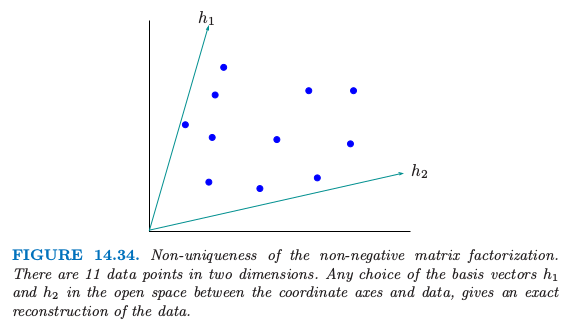 h1
h2
FIGURE 14.34. Non-uniqueness of the non-negative matrix factorization.
There are 11 data points in two dimensions. Any choice of the basis vectors h1
and h2 in the open space between the coordinate axes and data, gives an exact
reconstruction of the data.